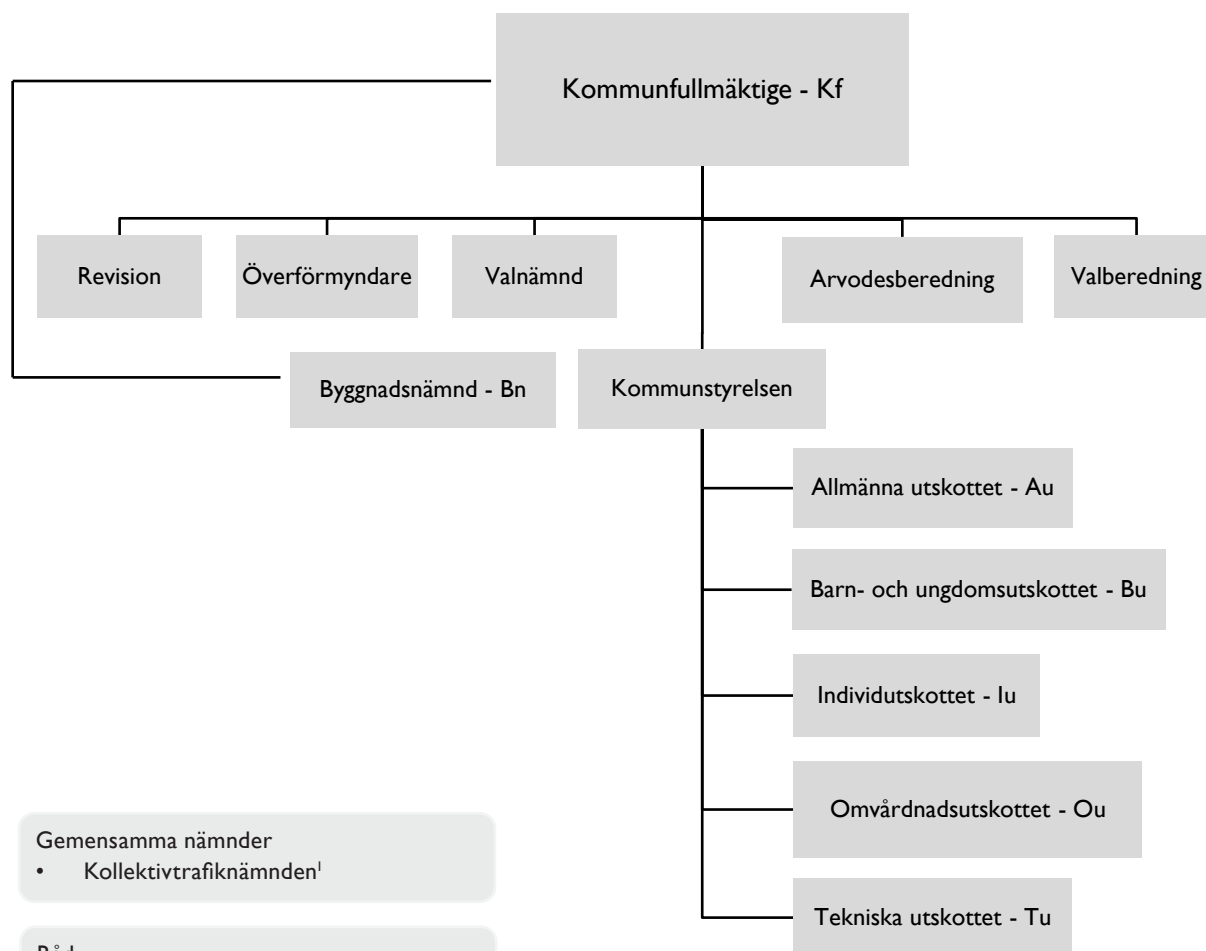 Kommunfullmäktige - Kf
Revision
Överförmyndare
Valnämnd
Arvodesberedning
Valberedning
Byggnadsnämnd - Bn
Kommunstyrelsen
Allmänna utskottet - Au
Barn- och ungdomsutskottet - Bu
Individutskottet - Iu
Omvårdnadsutskottet - Ou
Tekniska utskottet - Tu
Gemensamma nämnder
• Kollektivtrafiknämnden¹